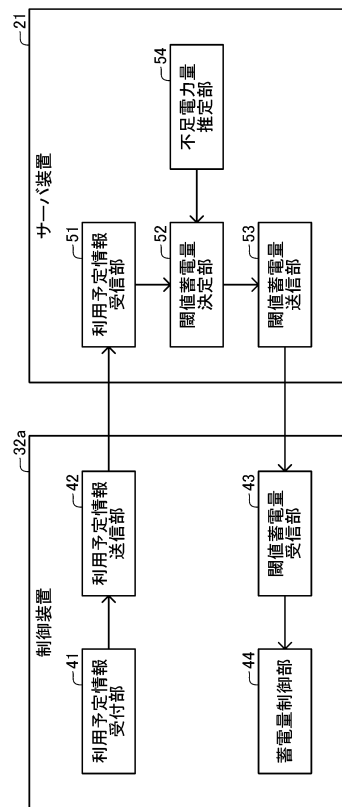 制御装置
32a
利用予定情報
受付部
41
利用予定情報
送信部
42
閾値蓄電量
受信部
43
蓄電量制御部
44
サーバ装置
21
利用予定情報
受信部
51
閾値蓄電量
決定部
52
閾値蓄電量
送信部
53
不足電力量
推定部
54